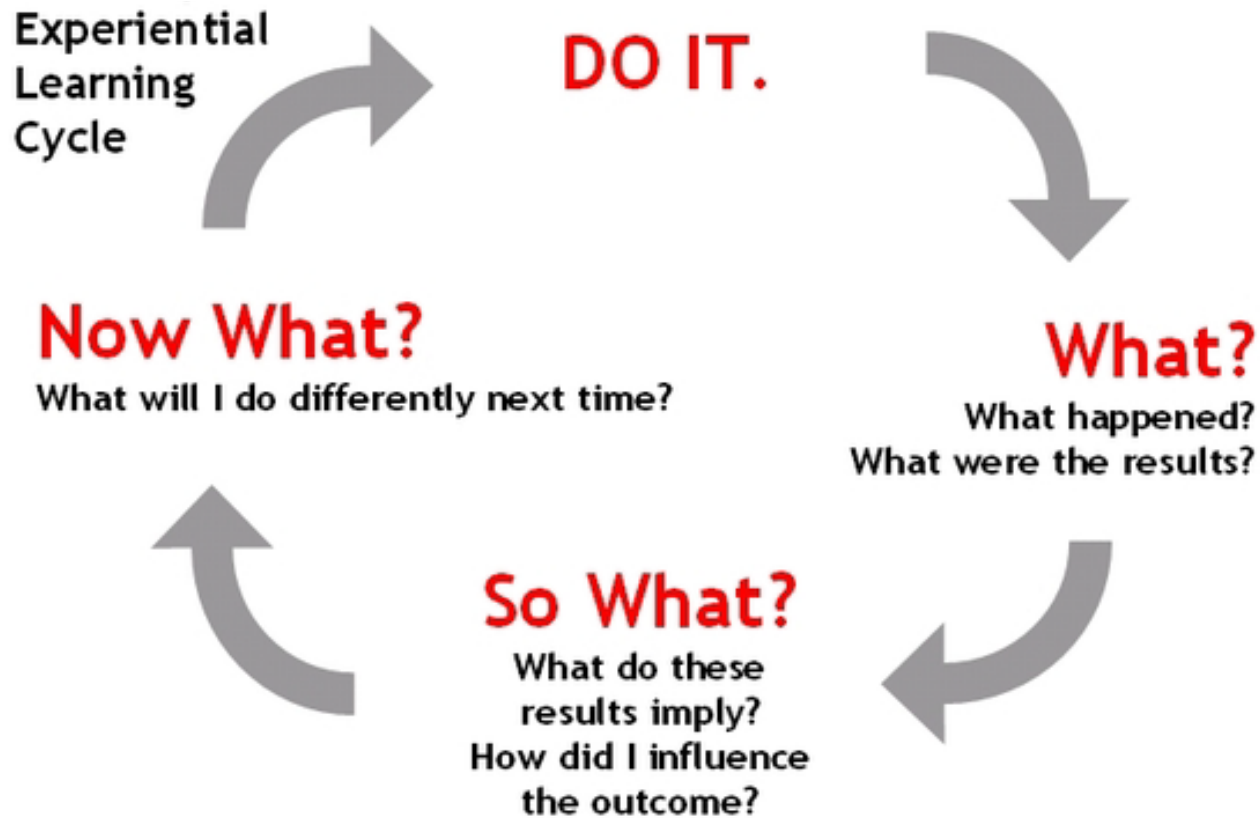 Experiential
Learning
Cycle
DO IT.
What?
What happened?
What were the results?
So What?
What do these
results imply?
How did I influence
the outcome?
Now What?
What will I do differently next time?